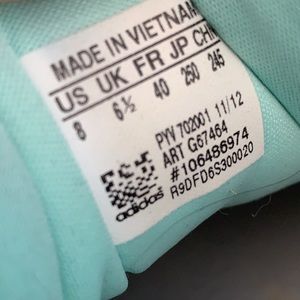 MADE IN VIETNAM
US UK FR JP CHN
8 6½ 40 250 245
PYV 702001 11/12
ART G67464
#106486974
R9DFD6S300020
adidas